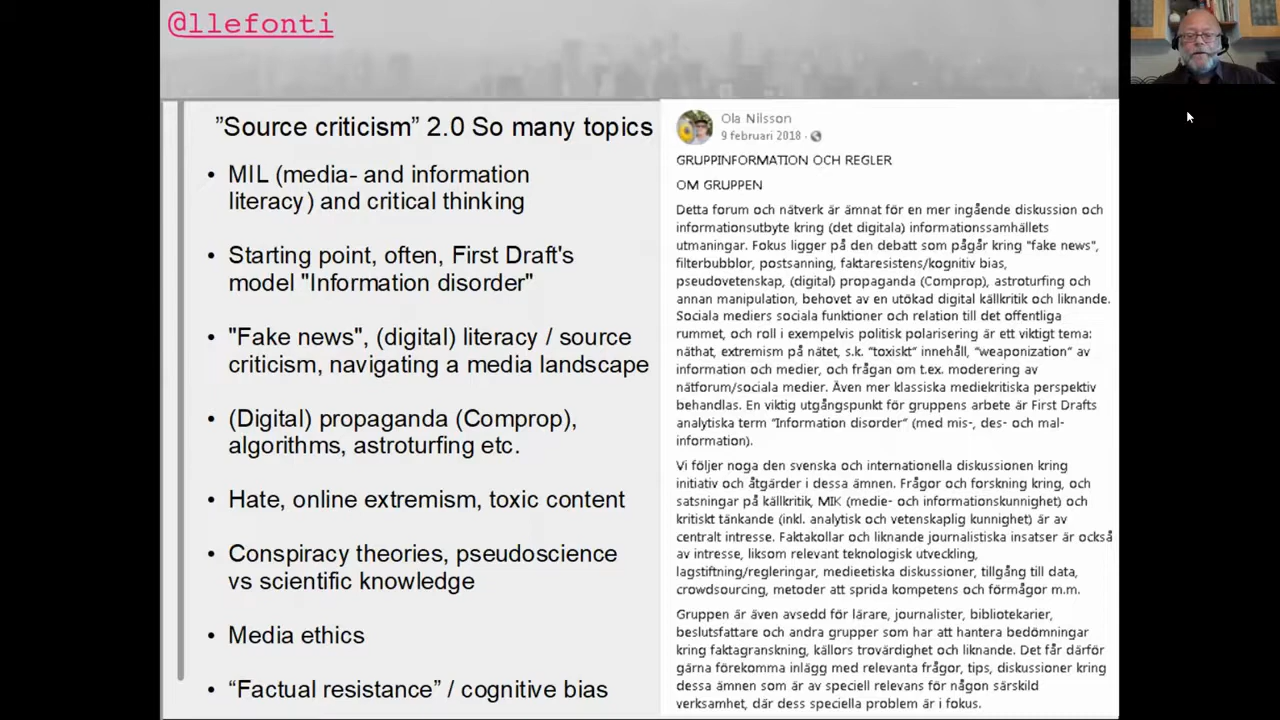 @llefonti
”Source criticism” 2.0 So many topics
• MIL (media- and information
literacy) and critical thinking
• Starting point, often, First Draft's
model "Information disorder"
• "Fake news", (digital) literacy / source
criticism, navigating a media landscape
• (Digital) propaganda (Comprop),
algorithms, astroturfing etc.
• Hate, online extremism, toxic content
• Conspiracy theories, pseudoscience
vs scientific knowledge
• Media ethics
• “Factual resistance” / cognitive bias
Ola Nilsson
9 februari 2018 ·
GRUPPINFORMATION OCH REGLER
OM GRUPPEN
Detta forum och nätverk är ämnat för en mer ingående diskussion och
informationsutbyte kring (det digitala) informationssamhällets
utmaningar. Fokus ligger på den debatt som pågår kring "fake news",
filterbubblor, postsanning, faktaresistens/kognitiv bias,
pseudovetenskap, (digital) propaganda (Comprop), astroturfing och
annan manipulation, behovet av en utökad digital källkritik och liknande.
Sociala mediers sociala funktioner och relation till det offentliga
rummet, och roll i exempelvis politisk polarisering är ett viktigt tema:
näthat, extremism på nätet, s.k. “toxiskt” innehåll, “weaponization” av
information och medier, och frågan om t.ex. moderering av
nätforum/sociala medier. Även mer klassiska mediekritiska perspektiv
behandlas. En viktig utgångspunkt för gruppens arbete är First Drafts
analytiska term “Information disorder” (med mis-, des- och mal-
information).
Vi följer noga den svenska och internationella diskussionen kring
initiativ och åtgärder i dessa ämnen. Frågor och forskning kring, och
satsningar på källkritik, MIK (medie- och informationskunnighet) och
kritiskt tänkande (inkl. analytisk och vetenskaplig kunnighet) är av
centralt intresse. Faktakollar och liknande journalistiska insatser är också
av intresse, liksom relevant teknologisk utveckling,
lagstiftning/regleringar, medieetiska diskussioner, tillgång till data,
crowdsourcing, metoder att sprida kompetens och förmågor m.m.
Gruppen är även avsedd för lärare, journalister, bibliotekarier,
beslutsfattare och andra grupper som har att hantera bedömningar
kring faktagranskning, källors trovärdighet och liknande. Det får därför
gärna förekomma inlägg med relevanta frågor, tips, diskussioner kring
dessa ämnen som är av speciell relevans för någon särskild
verksamhet, där dess speciella problem är i fokus.